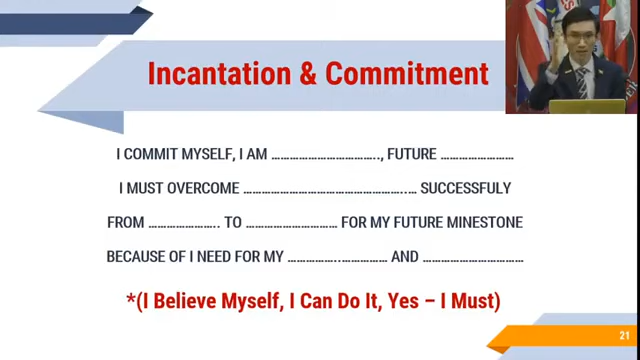 Incantation & Commitment
I COMMIT MYSELF, I AM ………………………………., FUTURE ……………………
I MUST OVERCOME ……………………………………………..… SUCCESSFULY
FROM ………………….. TO ………………………… FOR MY FUTURE MINESTONE
BECAUSE OF I NEED FOR MY ……………..…………… AND ……………………………
*(I Believe Myself, I Can Do It, Yes – I Must)
21